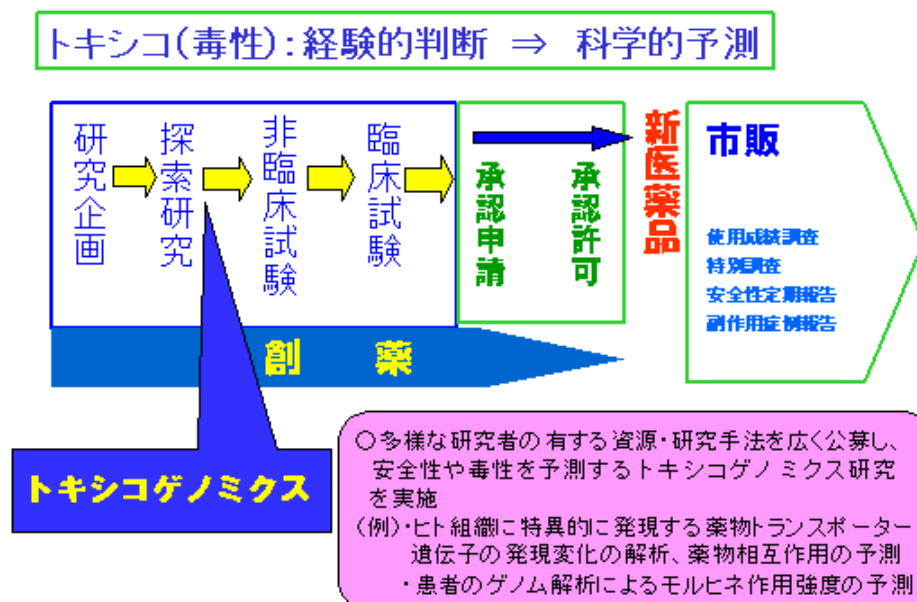 トキシコ(毒性):経験的判断 ⇒ 科学的予測
研究企画
探索研究
非臨床試験
臨床試験
承認申請
承認許可
新医薬品
市販
使用成績調査
特別調査
安全性定期報告
副作用症例報告
創 薬
トキシコゲノミクス
○多様な研究者の有する資源・研究手法を広く公募し、
安全性や毒性を予測するトキシコゲノミクス研究
を実施
(例)・ヒト組織に特異的に発現する薬物トランスポーター
遺伝子の発現変化の解析、薬物相互作用の予測
・患者のゲノム解析によるモルヒネ作用強度の予測